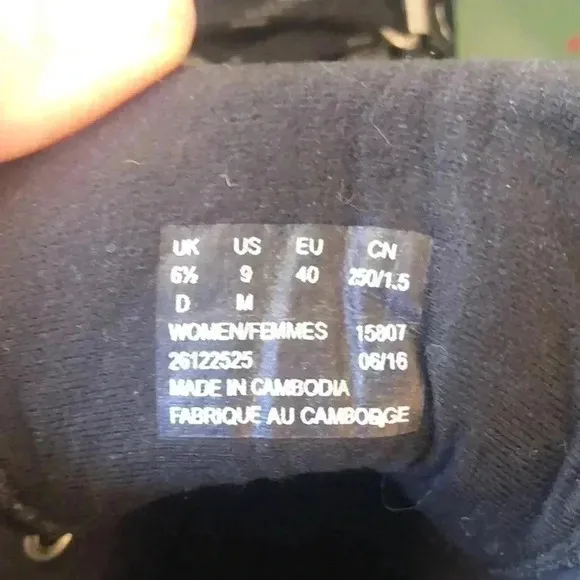 UK US EU CN
6½ 9 40 250/1.5
D M
WOMEN/FEMMES 15807
26122525 06/16
MADE IN CAMBODIA
FABRIQUE AU CAMBODGE